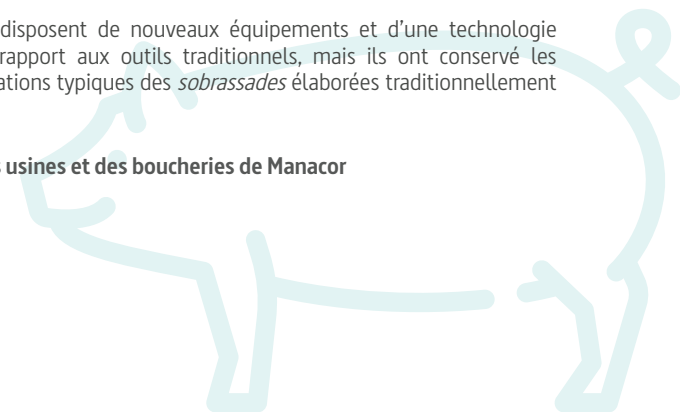 disposent de nouveaux équipements et d’une technologie
rapport aux outils traditionnels, mais ils ont conservé les
ations typiques des sobrassades élaborées traditionnellement
usines et des boucheries de Manacor